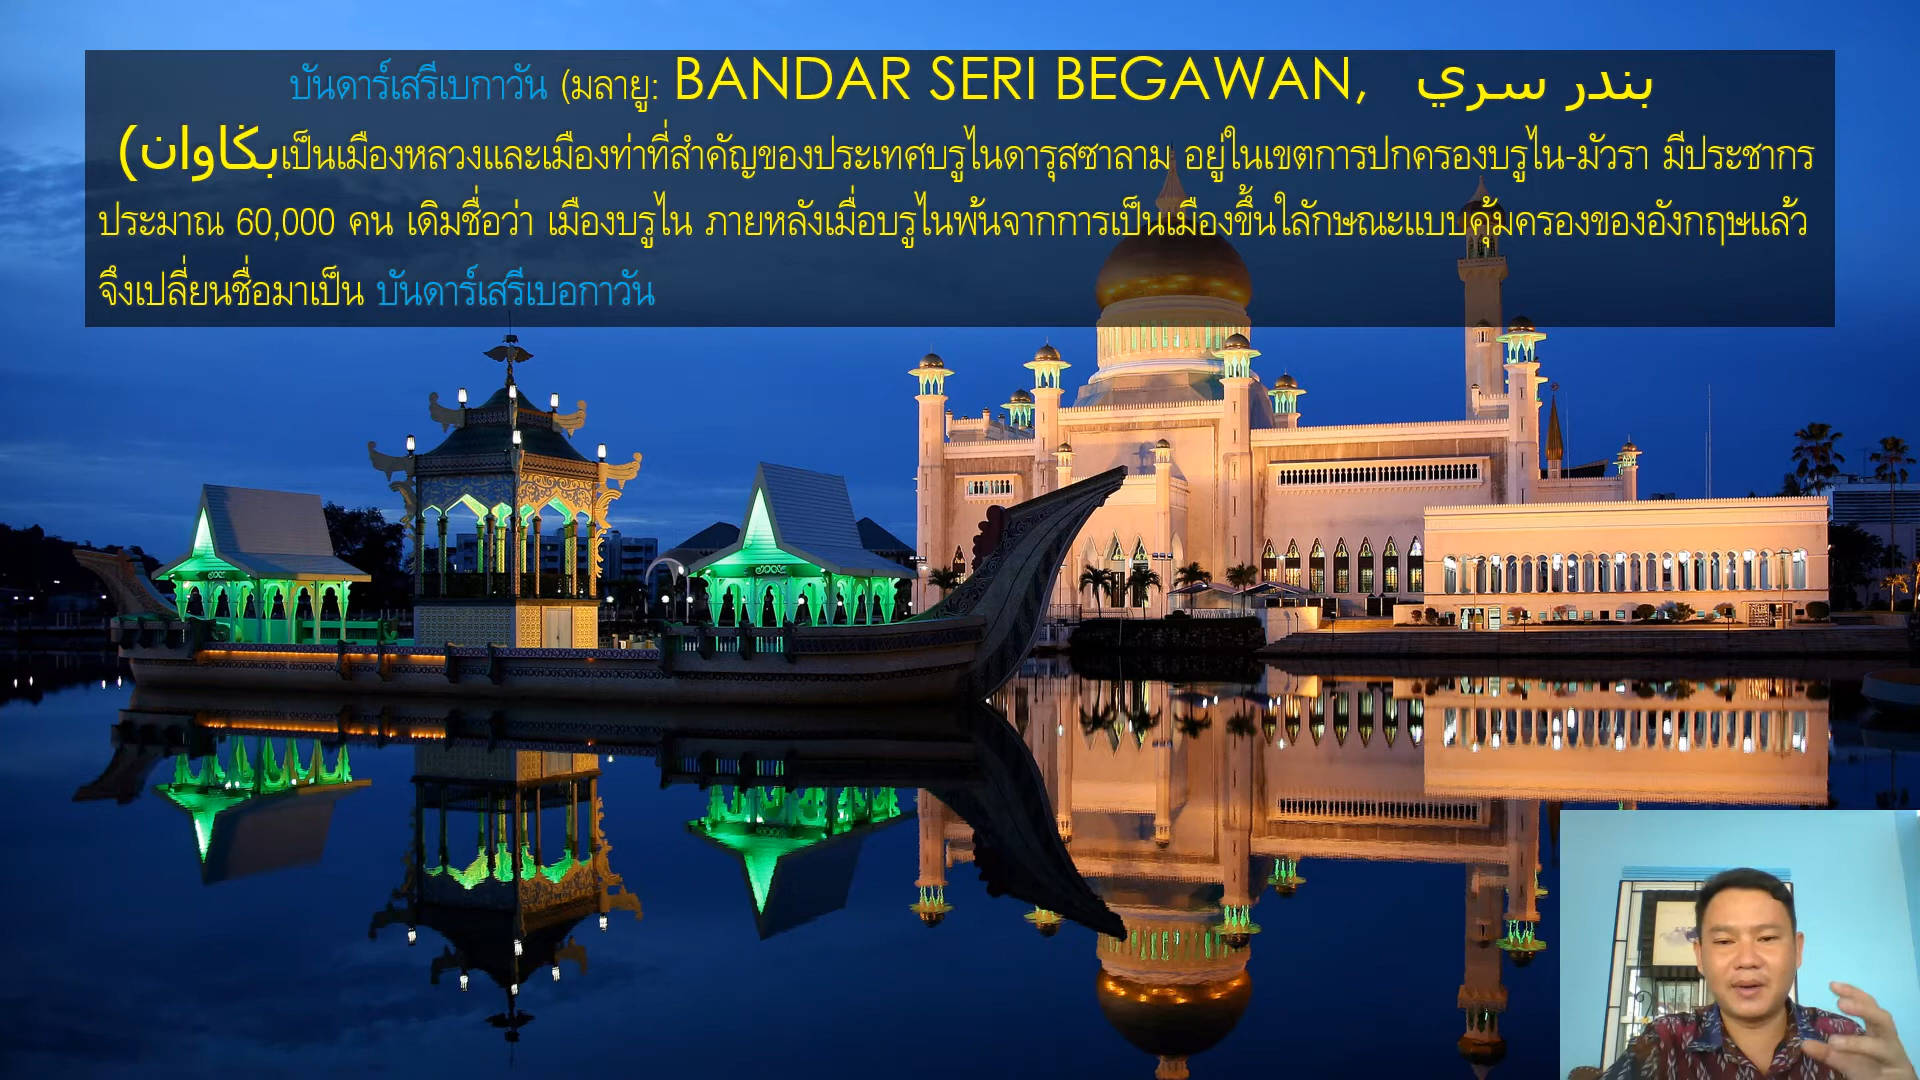 บันดาร์เสรีเบกาวัน (มลายู: BANDAR SERI BEGAWAN, بندر سري
بڬاوان)เป็นเมืองหลวงและเมืองท่าที่สำคัญของประเทศบรูไนดารุสซาลาม อยู่ในเขตการปกครองบรูไน-มัวรา มีประชากร
ประมาณ 60,000 คน เดิมชื่อว่า เมืองบรูไน ภายหลังเมื่อบรูไนพ้นจากการเป็นเมืองขึ้นใลักษณะแบบคุ้มครองของอังกฤษแล้ว
จึงเปลี่ยนชื่อมาเป็น บันดาร์เสรีเบอกาวัน